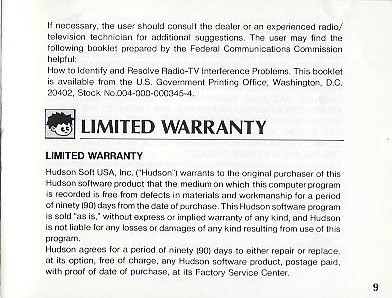 If necessary, the user should consult the dealer or an experienced radio/
television technician for additional suggestions. The user may find the
following booklet prepared by the Federal Communications Commission
helpful:
How to Identify and Resolve Radio-TV Interference Problems. This booklet
is available from the U.S. Government Printing Office, Washington, D.C.
20402, Stock No.004-000-000345-4.
LIMITED WARRANTY
LIMITED WARRANTY
Hudson Soft USA, Inc. ("Hudson") warrants to the original purchaser of this
Hudson software product that the medium on which this computer program
is recorded is free from defects in materials and workmanship for a period
of ninety (90) days from the date of purchase. This Hudson software program
is sold "as is," without express or implied warranty of any kind, and Hudson
is not liable for any losses or damages of any kind resulting from use of this
program.
Hudson agrees for a period of ninety (90) days to either repair or replace,
at its option, free of charge, any Hudson software product, postage paid,
with proof of date of purchase, at its Factory Service Center.
9